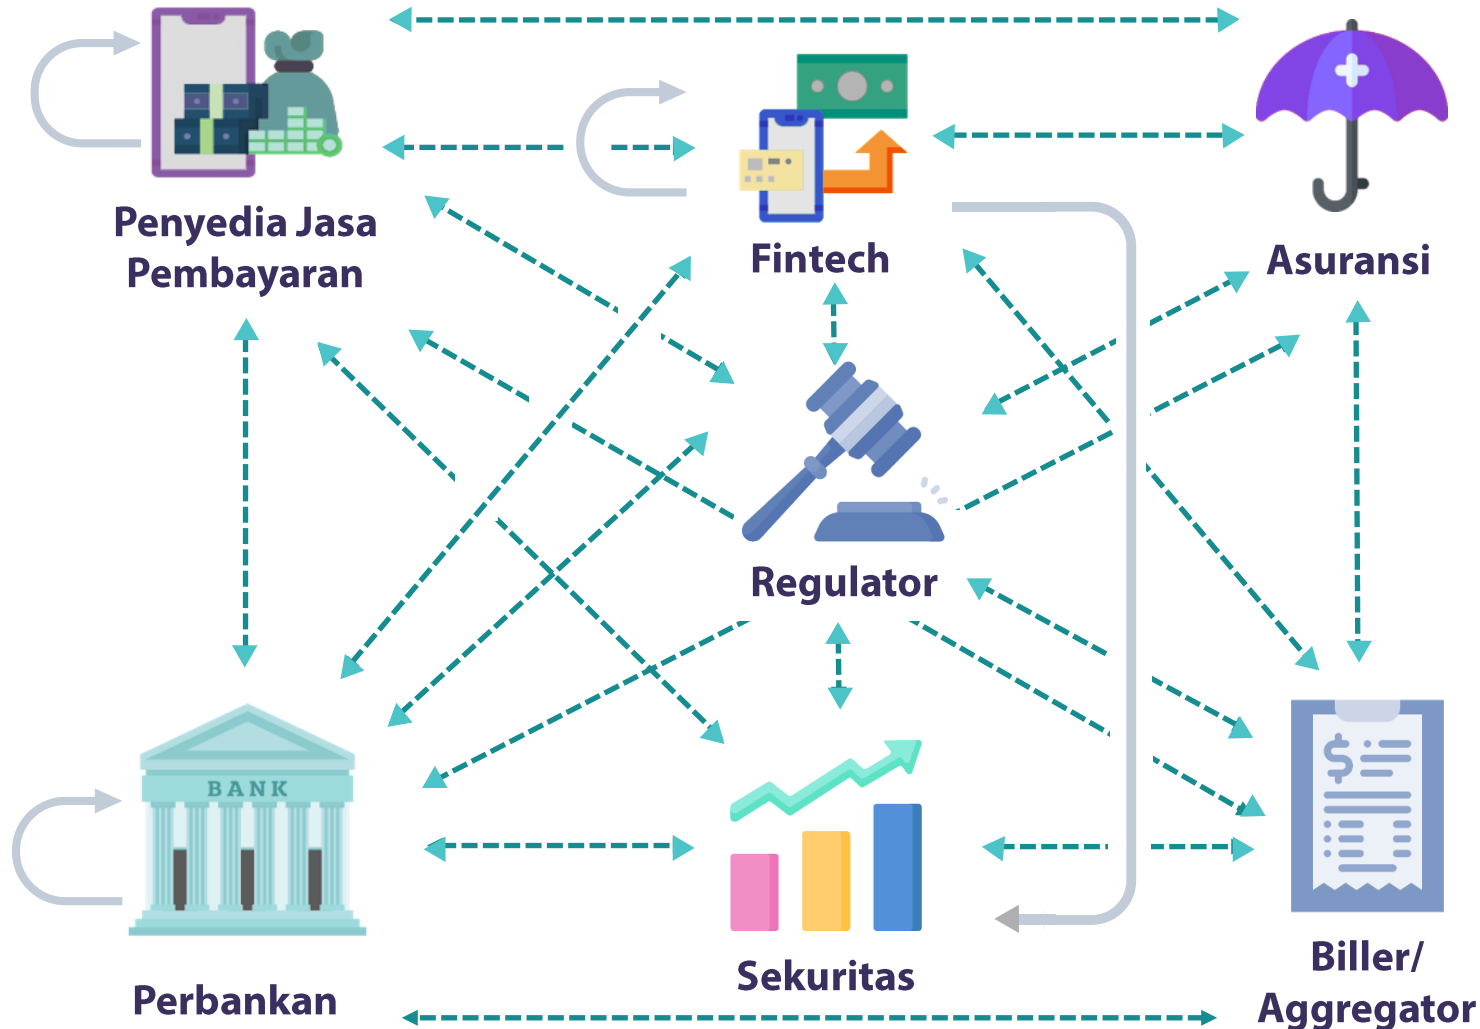 Penyedia Jasa
Pembayaran
Fintech
Asuransi
Regulator
BANK
Perbankan
Sekuritas
Biller/
Aggregator